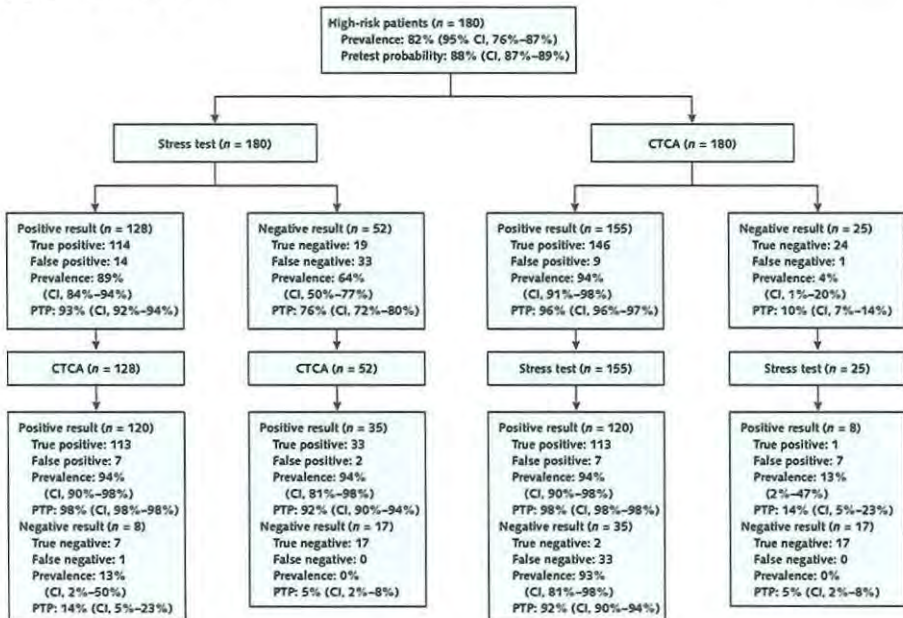 High-risk patients (n = 180)
Prevalence: 82% (95% CI, 76%–87%)
Pretest probability: 88% (CI, 87%–89%)
Stress test (n = 180)
CTCA (n = 180)
Positive result (n = 128)
True positive: 114
False positive: 14
Prevalence: 89%
(CI, 84%–94%)
PTP: 93% (CI, 92%–94%)
Negative result (n = 52)
True negative: 19
False negative: 33
Prevalence: 64%
(CI, 50%–77%)
PTP: 76% (CI, 72%–80%)
Positive result (n = 155)
True positive: 146
False positive: 9
Prevalence: 94%
(CI, 91%–98%)
PTP: 96% (CI, 96%–97%)
Negative result (n = 25)
True negative: 24
False negative: 1
Prevalence: 4%
(CI, 1%–20%)
PTP: 10% (CI, 7%–14%)
CTCA (n = 128)
CTCA (n = 52)
Stress test (n = 155)
Stress test (n = 25)
Positive result (n = 120)
True positive: 113
False positive: 7
Prevalence: 94%
(CI, 90%–98%)
PTP: 98% (CI, 98%–98%)
Negative result (n = 8)
True negative: 7
False negative: 1
Prevalence: 13%
(CI, 2%–50%)
PTP: 14% (CI, 5%–23%)
Positive result (n = 35)
True positive: 33
False positive: 2
Prevalence: 94%
(CI, 81%–98%)
PTP: 92% (CI, 90%–94%)
Negative result (n = 17)
True negative: 17
False negative: 0
Prevalence: 0%
PTP: 5% (CI, 2%–8%)
Positive result (n = 120)
True positive: 113
False positive: 7
Prevalence: 94%
(CI, 90%–98%)
PTP: 98% (CI, 98%–98%)
Negative result (n = 35)
True negative: 2
False negative: 33
Prevalence: 93%
(CI, 81%–98%)
PTP: 92% (CI, 90%–94%)
Positive result (n = 8)
True positive: 1
False positive: 7
Prevalence: 13%
(2%–47%)
PTP: 14% (CI, 5%–23%)
Negative result (n = 17)
True negative: 17
False negative: 0
Prevalence: 0%
PTP: 5% (CI, 2%–8%)